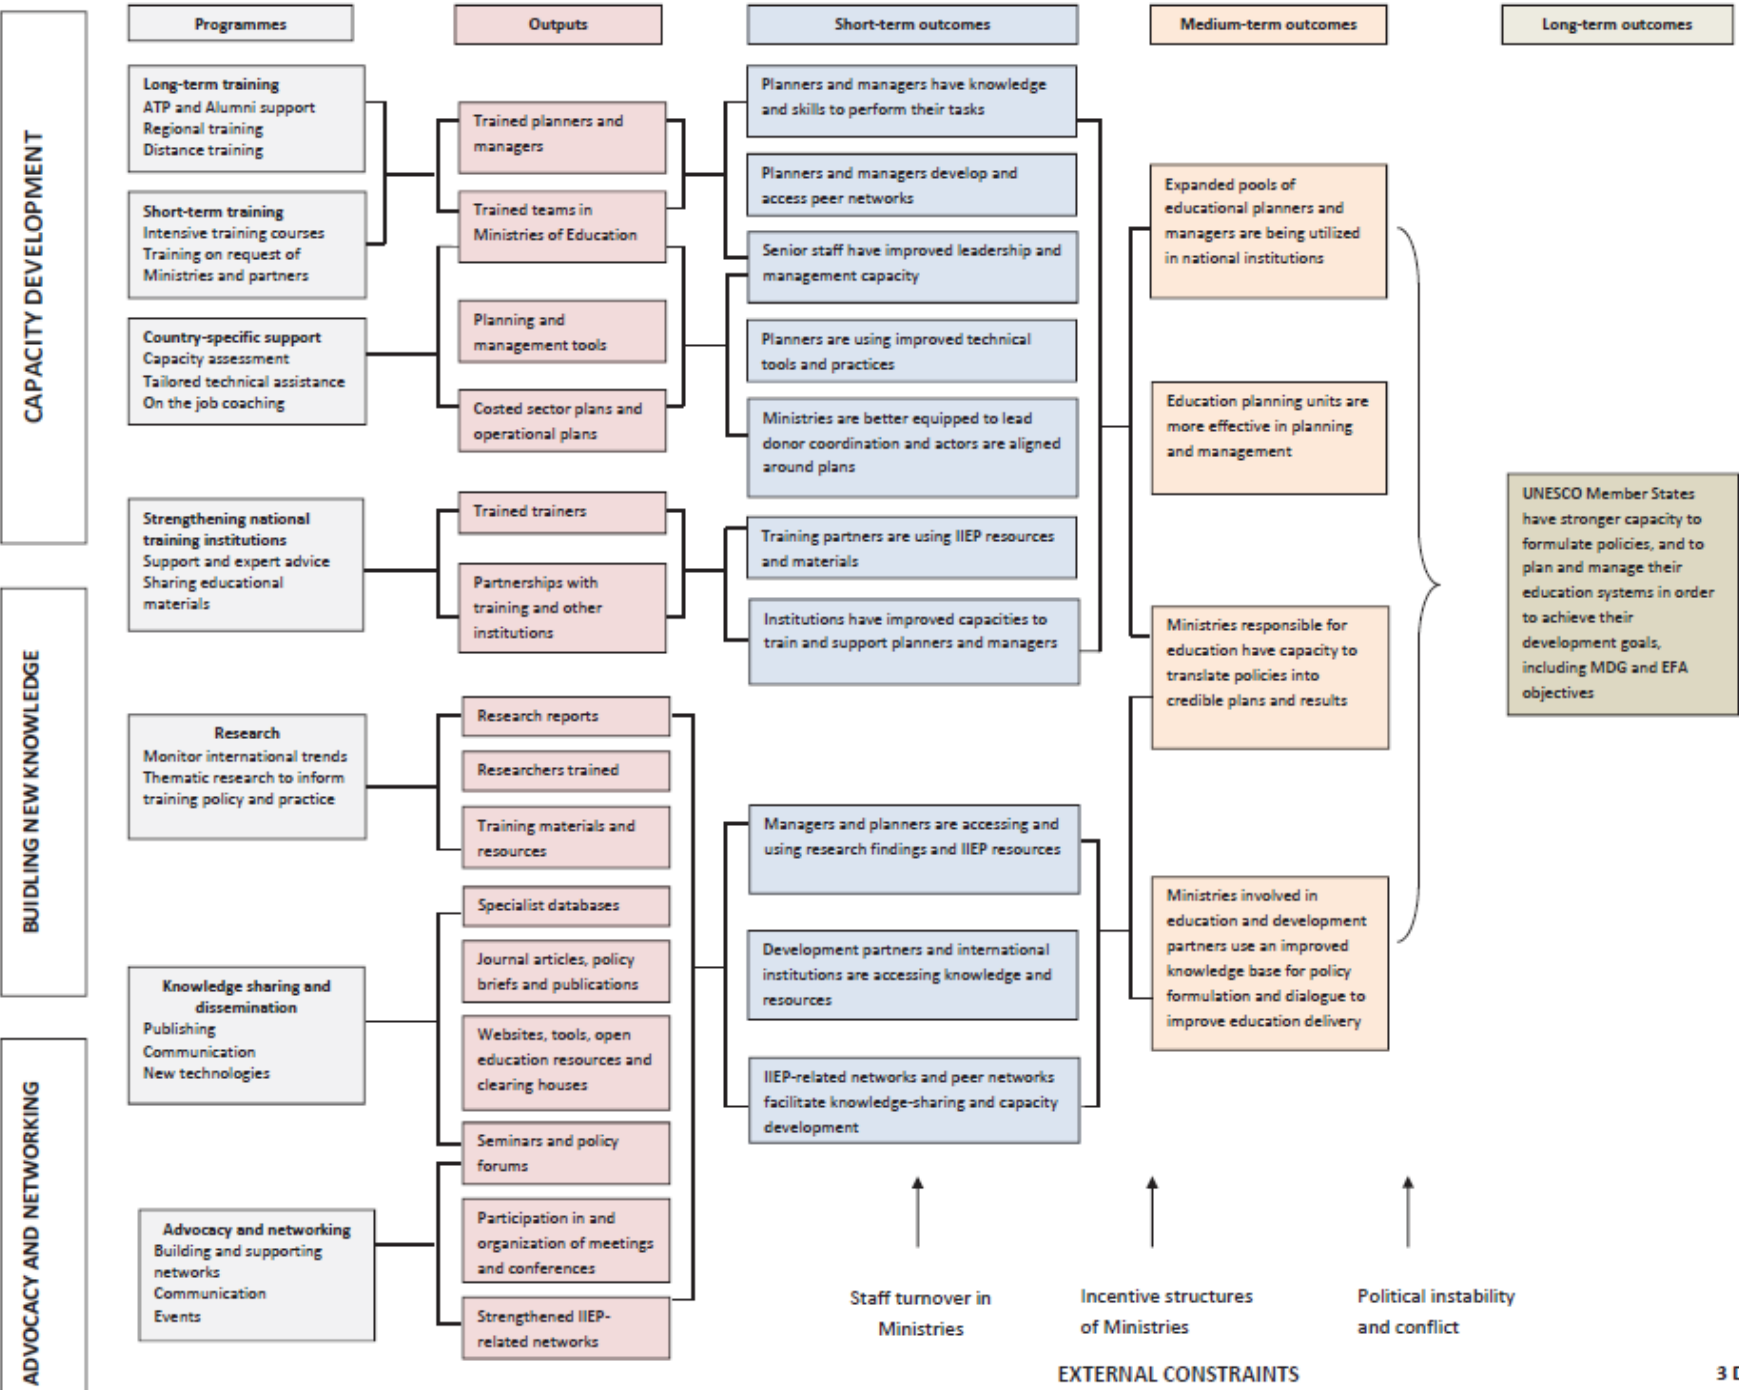 Programmes
Outputs
Short-term outcomes
Medium-term outcomes
Long-term outcomes
CAPACITY DEVELOPMENT
BUIDLING NEW KNOWLEDGE
ADVOCACY AND NETWORKING
Long-term training
ATP and Alumni support
Regional training
Distance training
Short-term training
Intensive training courses
Training on request of
Ministries and partners
Country-specific support
Capacity assessment
Tailored technical assistance
On the job coaching
Strengthening national
training institutions
Support and expert advice
Sharing educational
materials
Research
Monitor international trends
Thematic research to inform
training policy and practice
Knowledge sharing and
dissemination
Publishing
Communication
New technologies
Advocacy and networking
Building and supporting
networks
Communication
Events
Trained planners and
managers
Trained teams in
Ministries of Education
Planning and
management tools
Costed sector plans and
operational plans
Trained trainers
Partnerships with
training and other
institutions
Research reports
Researchers trained
Training materials and
resources
Specialist databases
Journal articles, policy
briefs and publications
Websites, tools, open
education resources and
clearing houses
Seminars and policy
forums
Participation in and
organization of meetings
and conferences
Strengthened IIEP-
related networks
Planners and managers have knowledge
and skills to perform their tasks
Planners and managers develop and
access peer networks
Senior staff have improved leadership and
management capacity
Planners are using improved technical
tools and practices
Ministries are better equipped to lead
donor coordination and actors are aligned
around plans
Training partners are using IIEP resources
and materials
Institutions have improved capacities to
train and support planners and managers
Managers and planners are accessing and
using research findings and IIEP resources
Development partners and international
institutions are accessing knowledge and
resources
IIEP-related networks and peer networks
facilitate knowledge-sharing and capacity
development
Expanded pools of
educational planners and
managers are being utilized
in national institutions
Education planning units are
more effective in planning
and management
Ministries responsible for
education have capacity to
translate policies into
credible plans and results
Ministries involved in
education and development
partners use an improved
knowledge base for policy
formulation and dialogue to
improve education delivery
UNESCO Member States
have stronger capacity to
formulate policies, and to
plan and manage their
education systems in order
to achieve their
development goals,
including MDG and EFA
objectives
Staff turnover in
Ministries
Incentive structures
of Ministries
Political instability
and conflict
EXTERNAL CONSTRAINTS
3 D